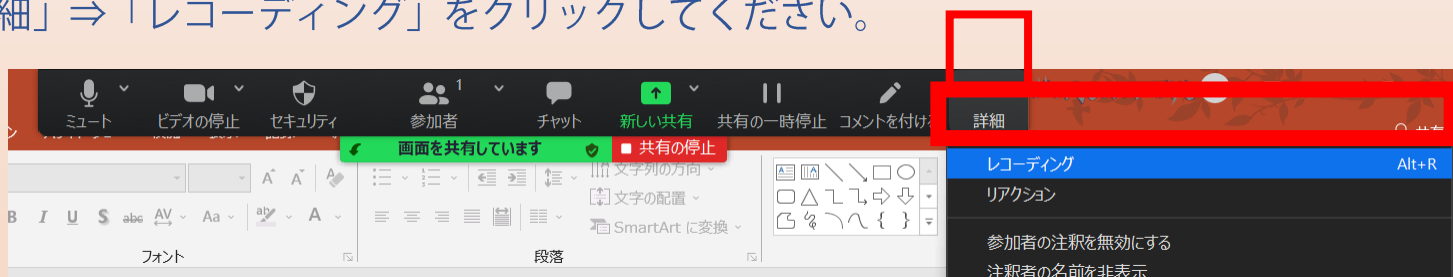 細」⇒「レコーディング」をクリックしてください。
1
ミュート ビデオの停止 セキュリティ 参加者 チャット 新しい共有 共有の一時停止 コメントを付け 詳細
画面を共有しています 共有の停止
レコーディング Alt+R
リアクション
参加者の注釈を無効にする
注釈者の名前を非表示
文字列の方向
B I U S abc AV Aa aby A 文字の配置
SmartArt に変換
フォント 段落